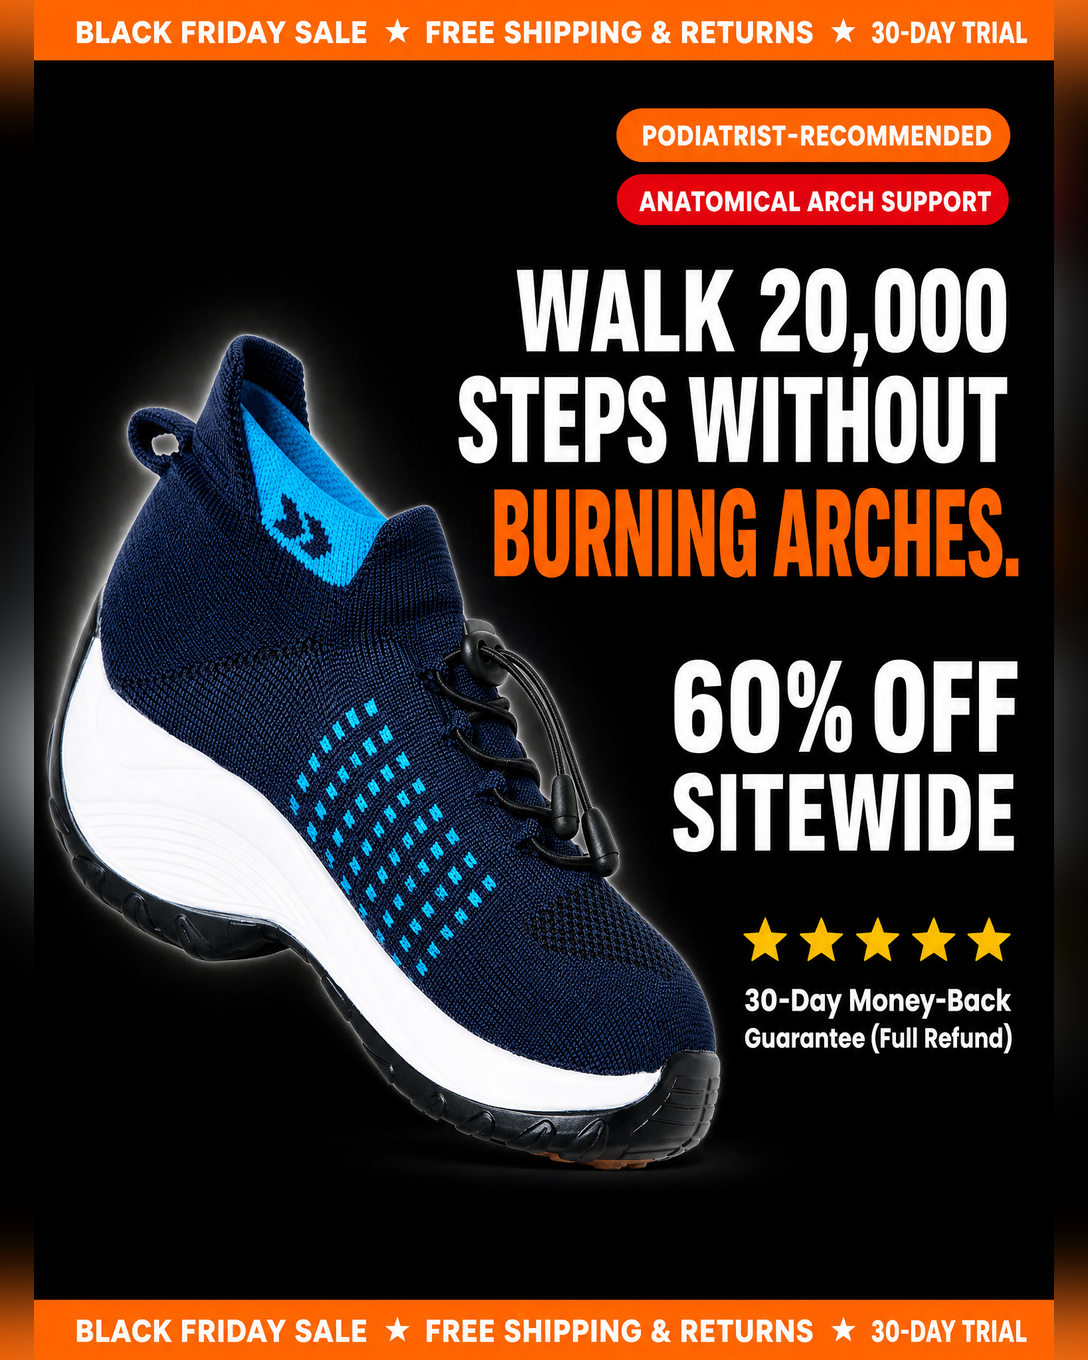 BLACK FRIDAY SALE ★ FREE SHIPPING & RETURNS ★ 30-DAY TRIAL
PODIATRIST-RECOMMENDED
ANATOMICAL ARCH SUPPORT
WALK 20,000
STEPS WITHOUT
BURNING ARCHES.
60% OFF
SITEWIDE
30-Day Money-Back
Guarantee (Full Refund)
BLACK FRIDAY SALE ★ FREE SHIPPING & RETURNS ★ 30-DAY TRIAL